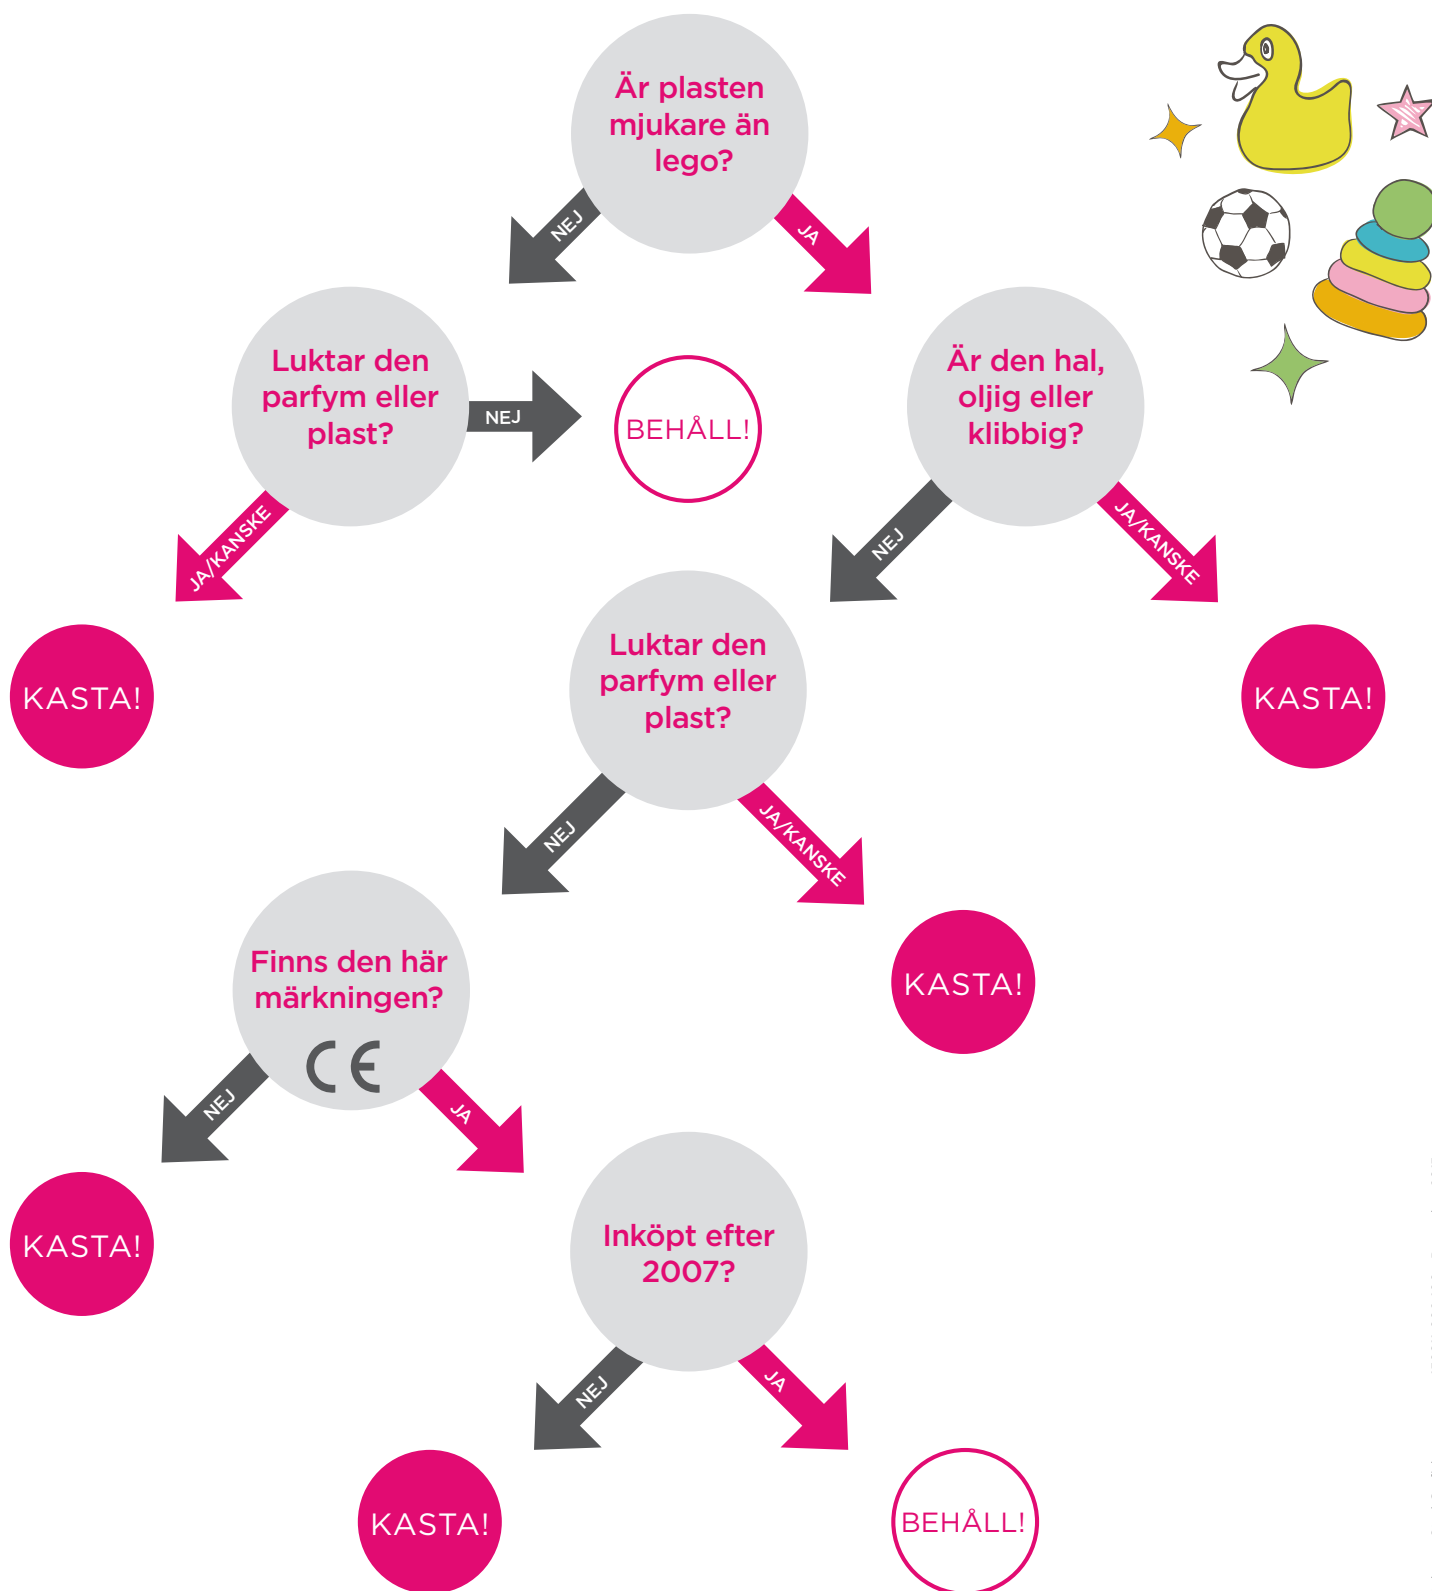 Är plasten
mjukare än
lego?
NEJ
JA
Luktar den
parfym eller
plast?
NEJ
BEHÅLL!
Är den hal,
oljig eller
klibbig?
JA/KANSKE
NEJ
JA/KANSKE
KASTA!
Luktar den
parfym eller
plast?
KASTA!
NEJ
JA/KANSKE
Finns den här
märkningen?
CE
KASTA!
NEJ
JA
KASTA!
Inköpt efter
2007?
NEJ
JA
KASTA!
BEHÅLL!